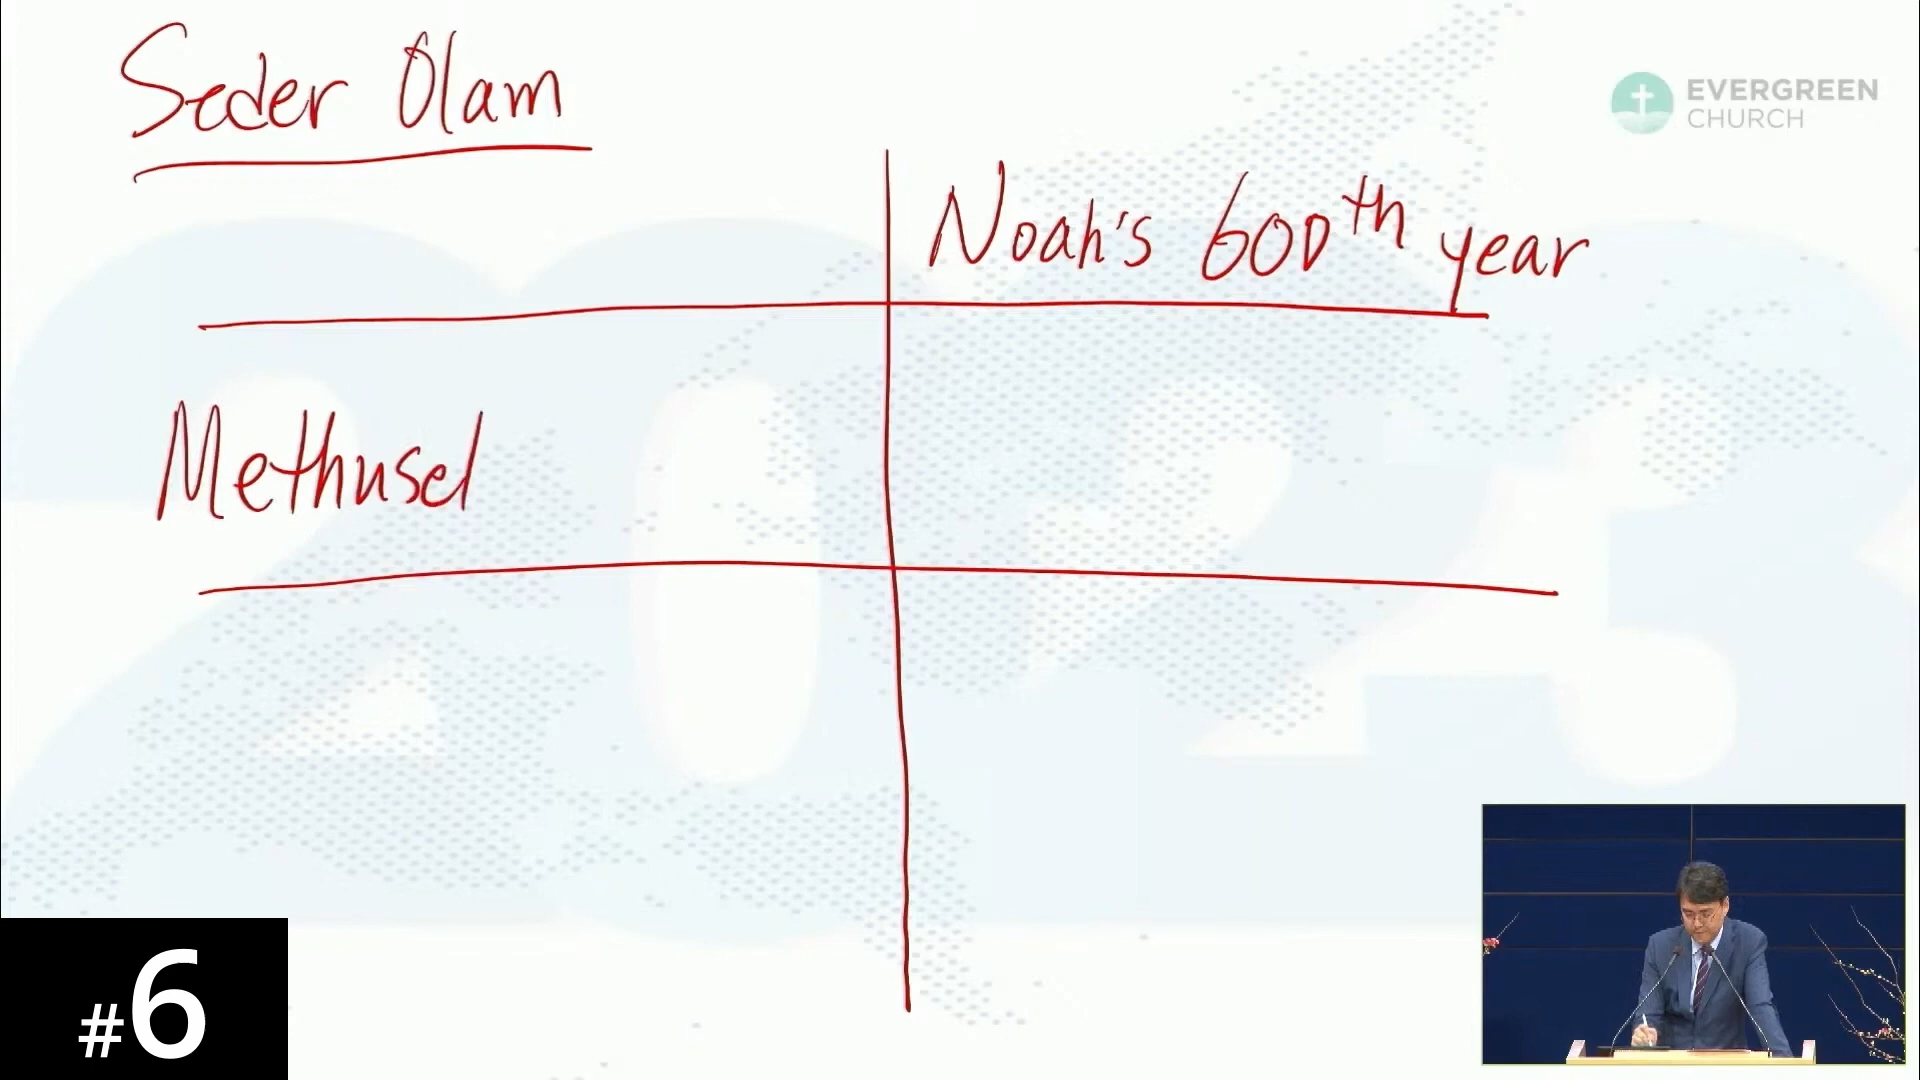 Seder Olam
EVERGREEN
CHURCH
Noah's 600th year
Methusel
#6